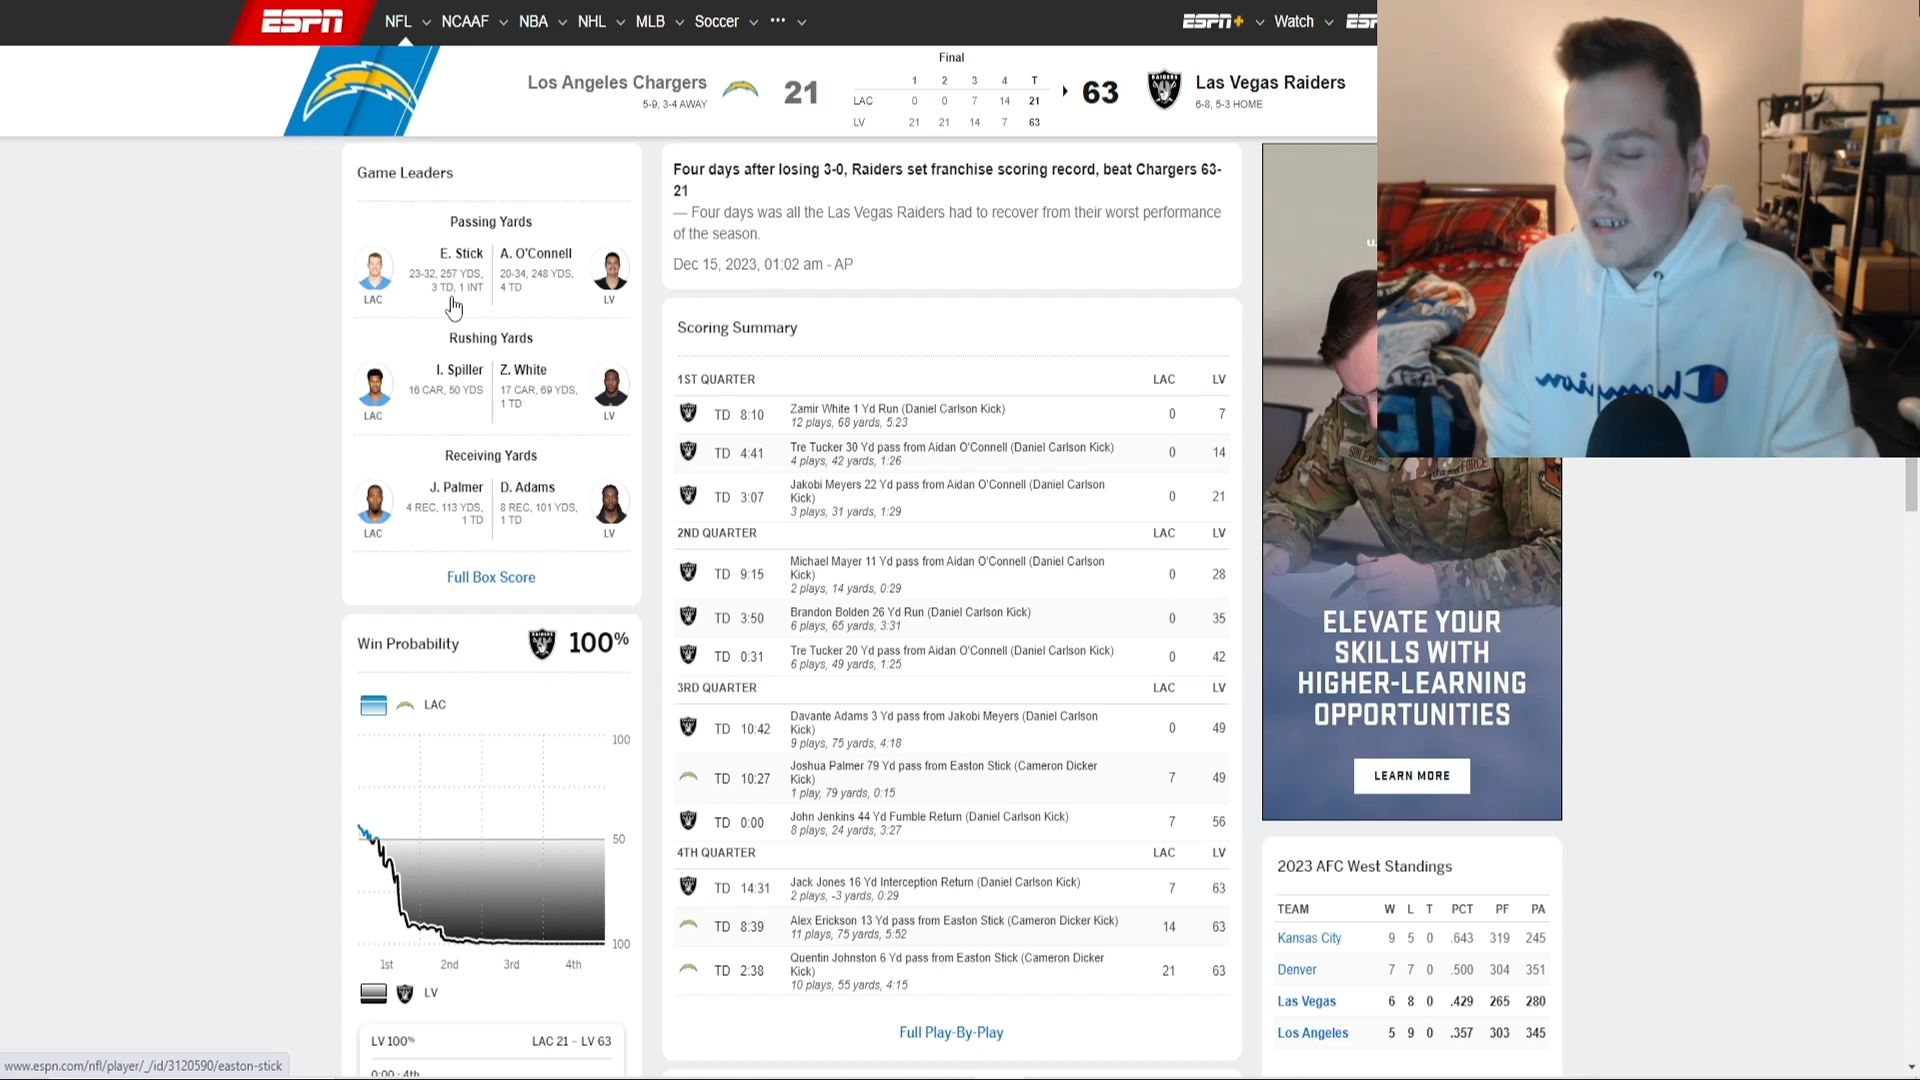 ESPN NFL NCAAF NBA NHL MLB Soccer ••• ESPN+ Watch ESP
Final
Los Angeles Chargers 21
5-9, 3-4 AWAY
1 2 3 4 T
LAC 0 0 7 14 21
LV 21 21 14 7 63
63 Las Vegas Raiders
6-8, 5-3 HOME
RAIDERS
Game Leaders
Passing Yards
E. Stick A. O'Connell
23-32, 257 YDS, 20-34, 248 YDS,
3 TD, 1 INT 4 TD
LAC LV
Rushing Yards
I. Spiller Z. White
16 CAR, 50 YDS 17 CAR, 69 YDS,
1 TD
LAC LV
Receiving Yards
J. Palmer D. Adams
4 REC, 113 YDS, 8 REC, 101 YDS,
1 TD 1 TD
LAC LV
Full Box Score
Win Probability 100%
LAC
100
50
100
1st 2nd 3rd 4th
LV
LV 100% LAC 21 - LV 63
0:00 - 4th
www.espn.com/nfl/player/_/id/3120590/easton-stick
Four days after losing 3-0, Raiders set franchise scoring record, beat Chargers 63-
21
— Four days was all the Las Vegas Raiders had to recover from their worst performance
of the season.
Dec 15, 2023, 01:02 am - AP
Scoring Summary
1ST QUARTER LAC LV
TD 8:10 Zamir White 1 Yd Run (Daniel Carlson Kick) 0 7
12 plays, 68 yards, 5:23
TD 4:41 Tre Tucker 30 Yd pass from Aidan O'Connell (Daniel Carlson Kick) 0 14
4 plays, 42 yards, 1:26
TD 3:07 Jakobi Meyers 22 Yd pass from Aidan O'Connell (Daniel Carlson 0 21
Kick)
3 plays, 31 yards, 1:29
2ND QUARTER LAC LV
TD 9:15 Michael Mayer 11 Yd pass from Aidan O'Connell (Daniel Carlson 0 28
Kick)
2 plays, 14 yards, 0:29
TD 3:50 Brandon Bolden 26 Yd Run (Daniel Carlson Kick) 0 35
6 plays, 65 yards, 3:31
TD 0:31 Tre Tucker 20 Yd pass from Aidan O'Connell (Daniel Carlson Kick) 0 42
6 plays, 49 yards, 1:25
3RD QUARTER LAC LV
TD 10:42 Davante Adams 3 Yd pass from Jakobi Meyers (Daniel Carlson 0 49
Kick)
9 plays, 75 yards, 4:18
TD 10:27 Joshua Palmer 79 Yd pass from Easton Stick (Cameron Dicker 7 49
Kick)
1 play, 79 yards, 0:15
TD 0:00 John Jenkins 44 Yd Fumble Return (Daniel Carlson Kick) 7 56
8 plays, 24 yards, 3:27
4TH QUARTER LAC LV
TD 14:31 Jack Jones 16 Yd Interception Return (Daniel Carlson Kick) 7 63
2 plays, -3 yards, 0:29
TD 8:39 Alex Erickson 13 Yd pass from Easton Stick (Cameron Dicker Kick) 14 63
11 plays, 75 yards, 5:52
TD 2:38 Quentin Johnston 6 Yd pass from Easton Stick (Cameron Dicker 21 63
Kick)
10 plays, 55 yards, 4:15
Full Play-By-Play
Champion
ELEVATE YOUR
SKILLS WITH
HIGHER-LEARNING
OPPORTUNITIES
LEARN MORE
2023 AFC West Standings
TEAM W L T PCT PF PA
Kansas City 9 5 0 .643 319 245
Denver 7 7 0 .500 304 351
Las Vegas 6 8 0 .429 265 280
Los Angeles 5 9 0 .357 303 345